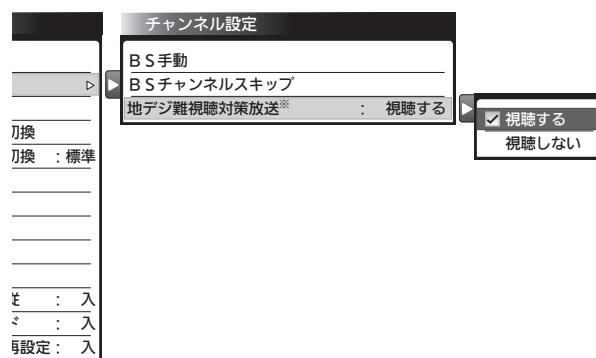 チャンネル設定
BS手動
BSチャンネルスキップ
地デジ難視聴対策放送※ : 視聴する
視聴する
視聴しない
切換
切換 : 標準
: 入
: 入
再設定 : 入